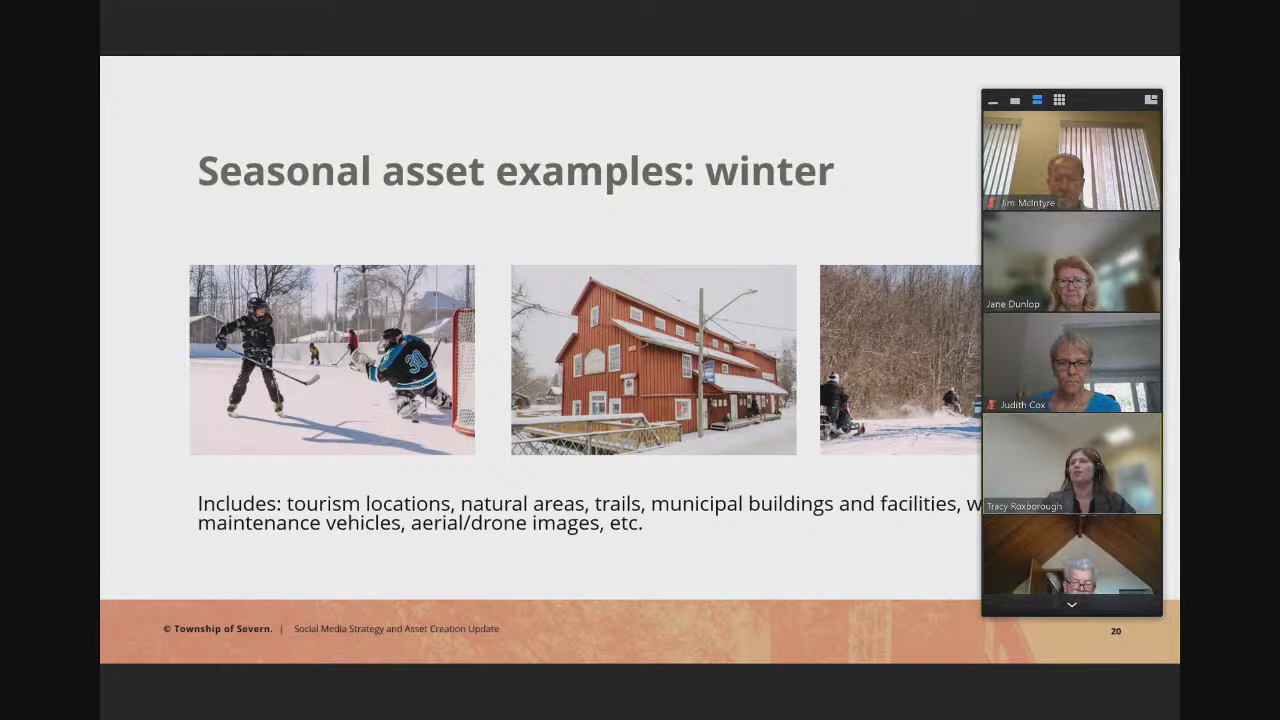 Seasonal asset examples: winter
30
Includes: tourism locations, natural areas, trails, municipal buildings and facilities, w
maintenance vehicles, aerial/drone images, etc.
© Township of Severn. | Social Media Strategy and Asset Creation Update
20
Jim McIntyre
Jane Dunlop
Judith Cox
Tracy Roxborough